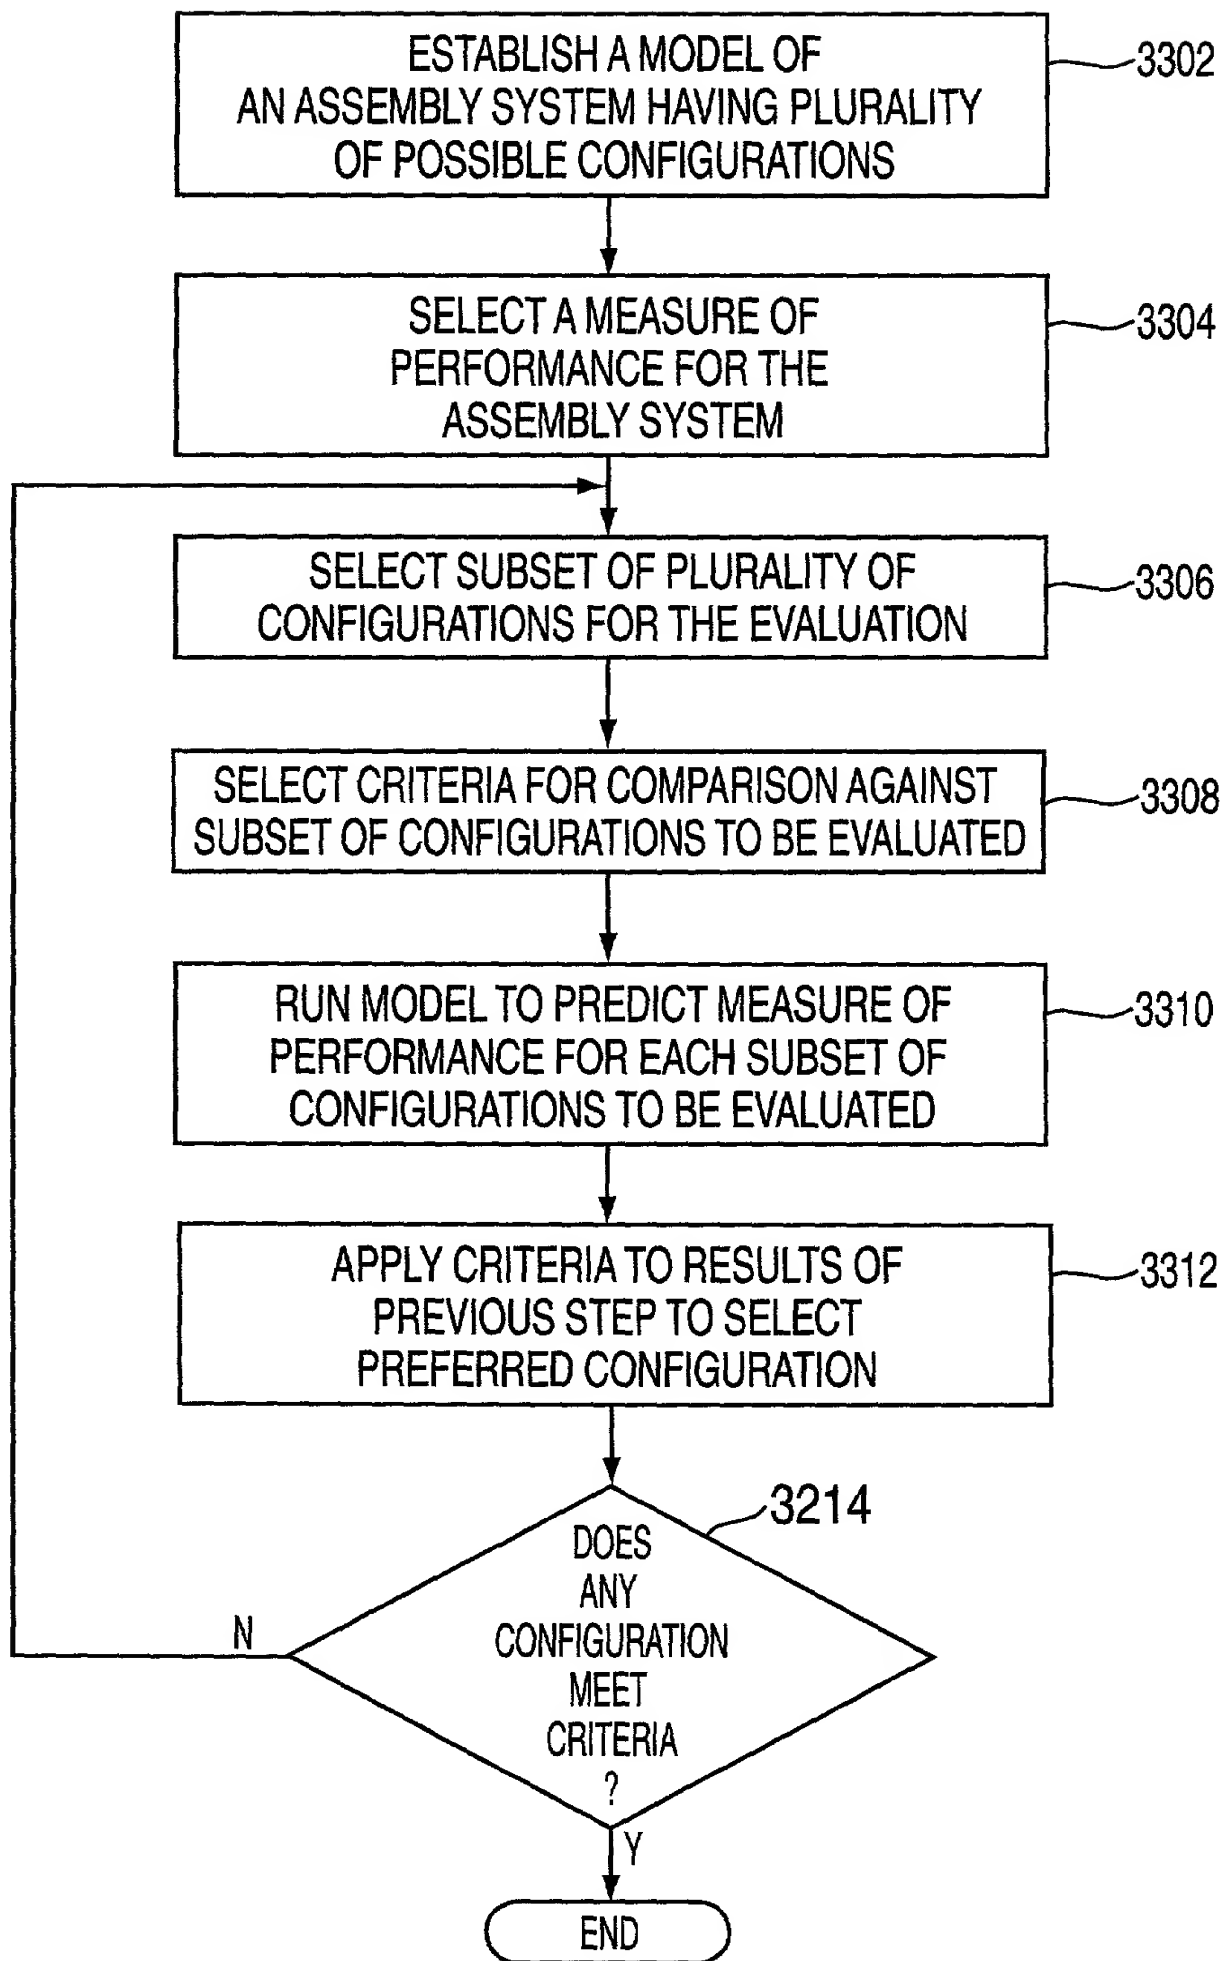 ESTABLISH A MODEL OF
AN ASSEMBLY SYSTEM HAVING PLURALITY
OF POSSIBLE CONFIGURATIONS
3302
SELECT A MEASURE OF
PERFORMANCE FOR THE
ASSEMBLY SYSTEM
3304
SELECT SUBSET OF PLURALITY OF
CONFIGURATIONS FOR THE EVALUATION
3306
SELECT CRITERIA FOR COMPARISON AGAINST
SUBSET OF CONFIGURATIONS TO BE EVALUATED
3308
RUN MODEL TO PREDICT MEASURE OF
PERFORMANCE FOR EACH SUBSET OF
CONFIGURATIONS TO BE EVALUATED
3310
APPLY CRITERIA TO RESULTS OF
PREVIOUS STEP TO SELECT
PREFERRED CONFIGURATION
3312
3214
DOES
ANY
CONFIGURATION
MEET
CRITERIA
?
N
Y
END